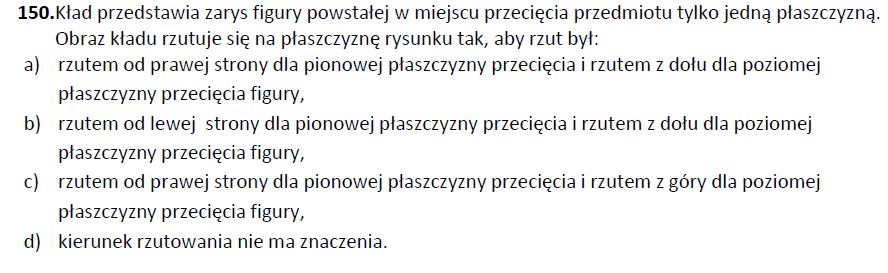 150.Kład przedstawia zarys figury powstałej w miejscu przecięcia przedmiotu tylko jedną płaszczyzną.
Obraz kładu rzutuje się na płaszczyznę rysunku tak, aby rzut był:
a) rzutem od prawej strony dla pionowej płaszczyzny przecięcia i rzutem z dołu dla poziomej
płaszczyzny przecięcia figury,
b) rzutem od lewej strony dla pionowej płaszczyzny przecięcia i rzutem z dołu dla poziomej
płaszczyzny przecięcia figury,
c) rzutem od prawej strony dla pionowej płaszczyzny przecięcia i rzutem z góry dla poziomej
płaszczyzny przecięcia figury,
d) kierunek rzutowania nie ma znaczenia.